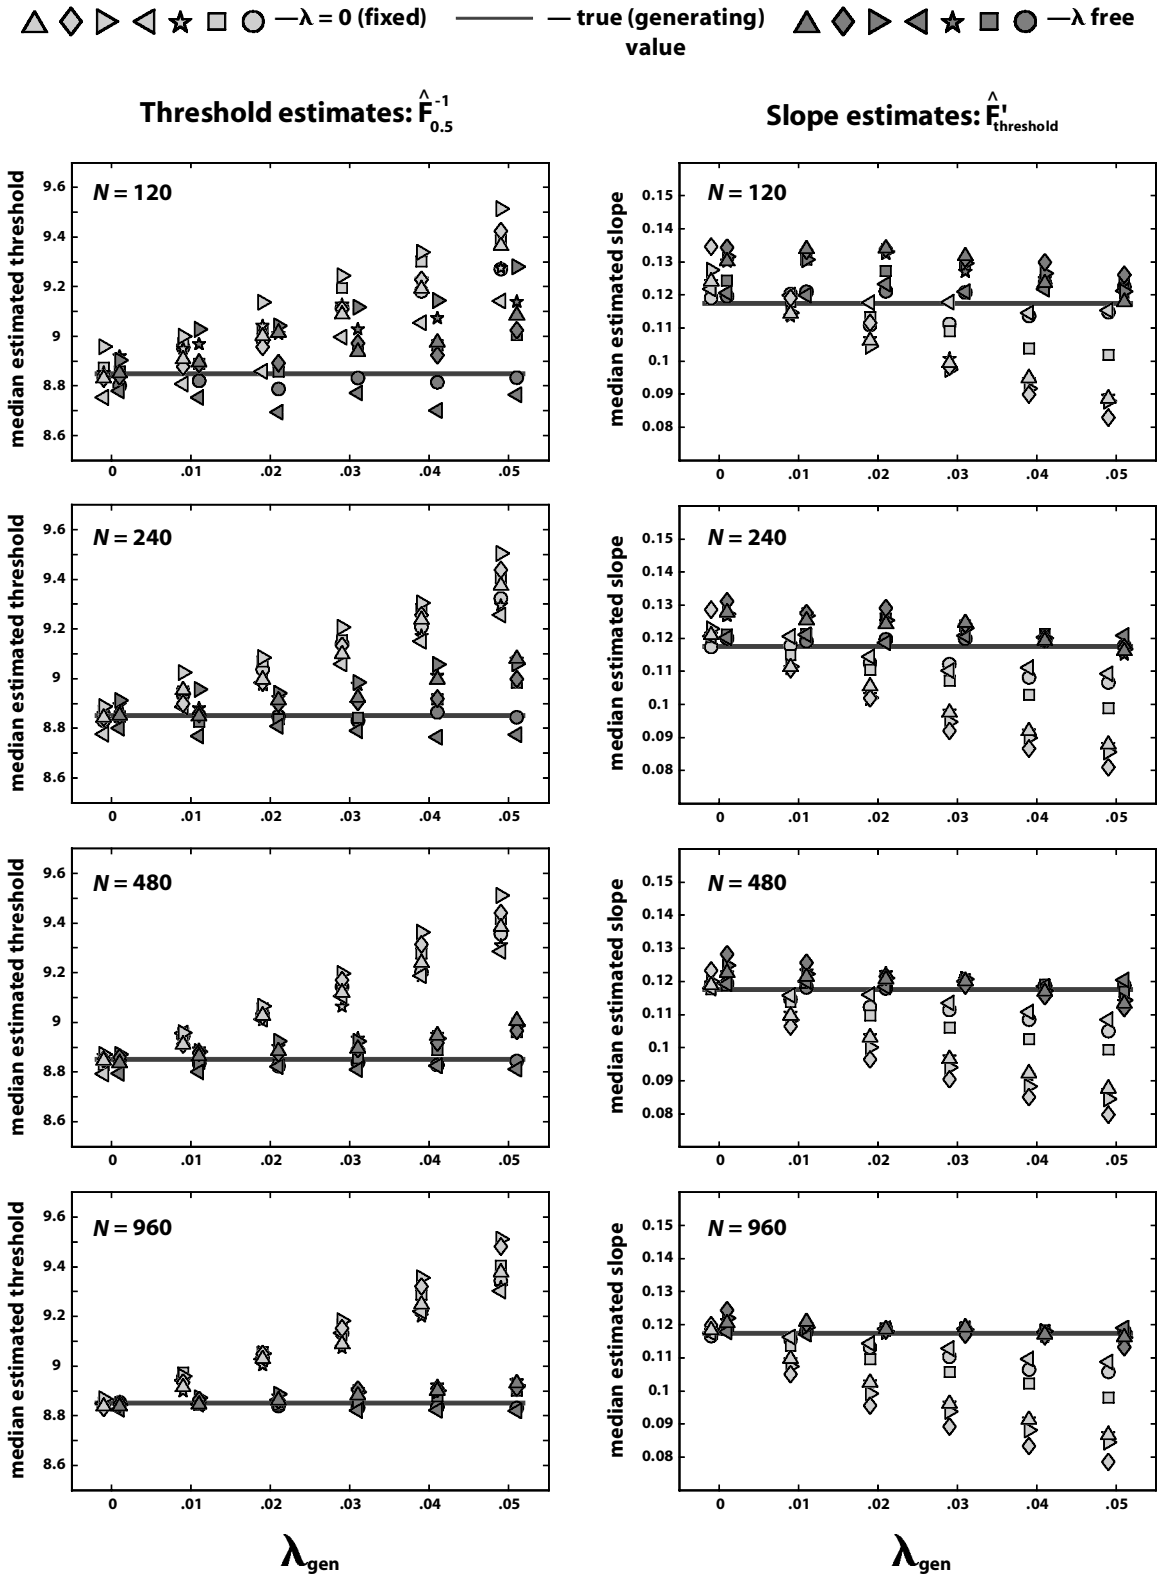 —λ = 0 (fixed) — true (generating) —λ free
value
Threshold estimates: F̂⁻¹0.5
Slope estimates: F̂'threshold
median estimated threshold
N = 120
9.6
9.4
9.2
9
8.8
8.6
0 .01 .02 .03 .04 .05
median estimated slope
N = 120
0.15
0.14
0.13
0.12
0.11
0.1
0.09
0.08
0 .01 .02 .03 .04 .05
median estimated threshold
N = 240
9.6
9.4
9.2
9
8.8
8.6
0 .01 .02 .03 .04 .05
median estimated slope
N = 240
0.15
0.14
0.13
0.12
0.11
0.1
0.09
0.08
0 .01 .02 .03 .04 .05
median estimated threshold
N = 480
9.6
9.4
9.2
9
8.8
8.6
0 .01 .02 .03 .04 .05
median estimated slope
N = 480
0.15
0.14
0.13
0.12
0.11
0.1
0.09
0.08
0 .01 .02 .03 .04 .05
median estimated threshold
N = 960
9.6
9.4
9.2
9
8.8
8.6
0 .01 .02 .03 .04 .05
λgen
median estimated slope
N = 960
0.15
0.14
0.13
0.12
0.11
0.1
0.09
0.08
0 .01 .02 .03 .04 .05
λgen